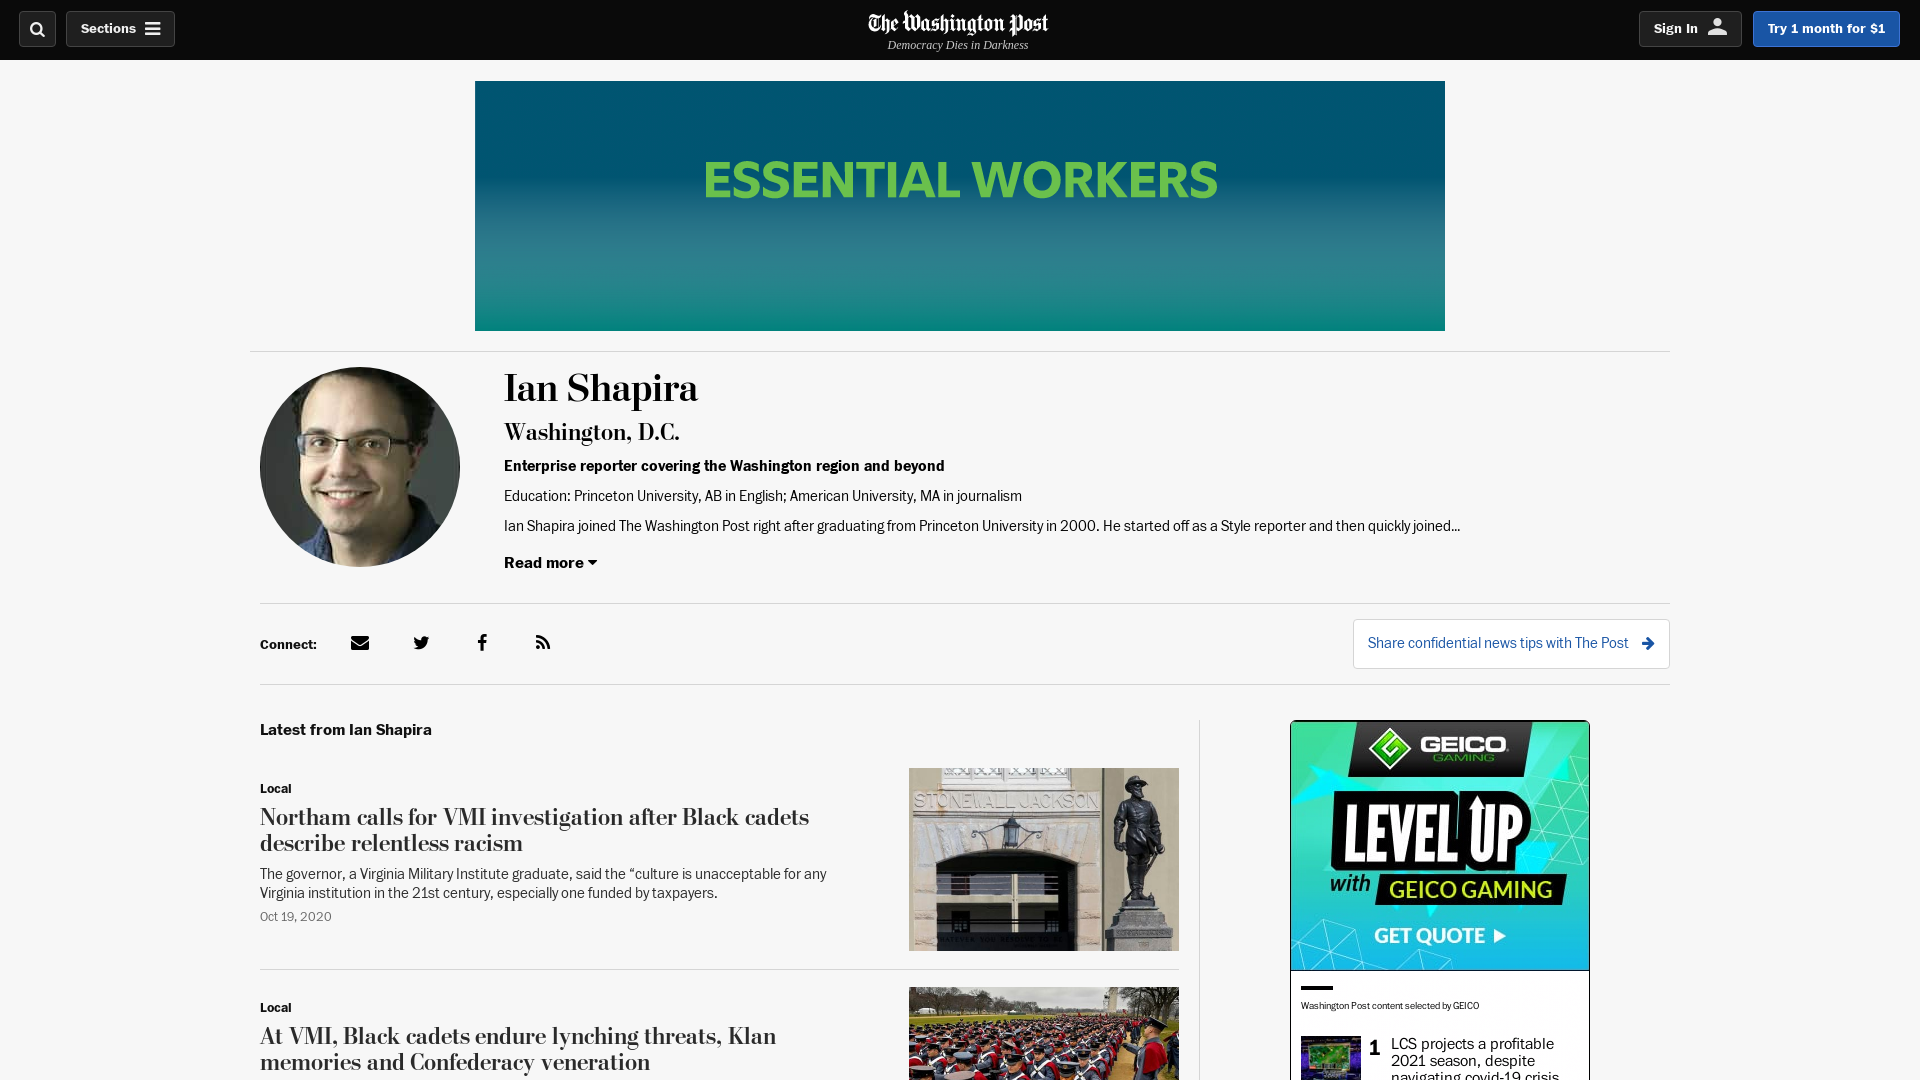 Sections
The Washington Post
Democracy Dies in Darkness
Sign In
Try 1 month for $1
ESSENTIAL WORKERS
Ian Shapira
Washington, D.C.
Enterprise reporter covering the Washington region and beyond
Education: Princeton University, AB in English; American University, MA in journalism
Ian Shapira joined The Washington Post right after graduating from Princeton University in 2000. He started off as a Style reporter and then quickly joined...
Read more
Connect:
Share confidential news tips with The Post
Latest from Ian Shapira
Local
Northam calls for VMI investigation after Black cadets
describe relentless racism
The governor, a Virginia Military Institute graduate, said the “culture is unacceptable for any
Virginia institution in the 21st century, especially one funded by taxpayers.
Oct 19, 2020
STONEWALL JACKSON
Local
At VMI, Black cadets endure lynching threats, Klan
memories and Confederacy veneration
GEICO
GAMING
LEVEL UP
with GEICO GAMING
GET QUOTE
Washington Post content selected by GEICO
1
LCS projects a profitable
2021 season, despite
navigating covid-19 crisis